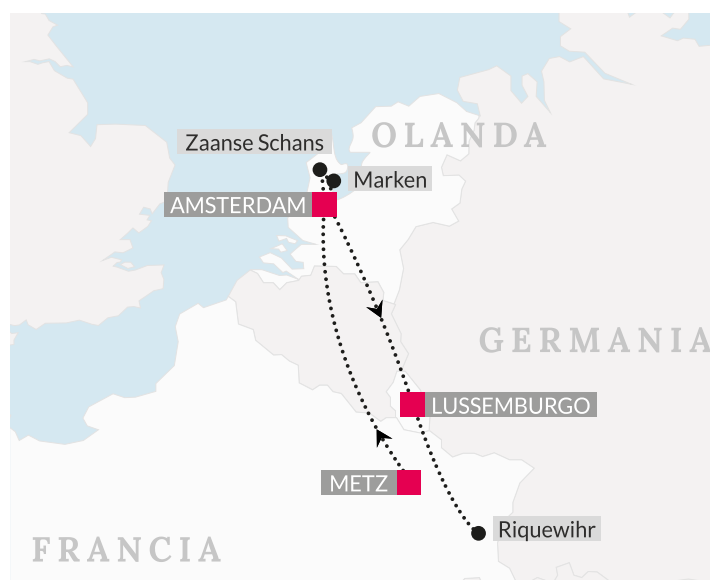 Zaanse Schans
OLANDA
Marken
AMSTERDAM
GERMANIA
LUSSEMBURGO
METZ
Riquewihr
FRANCIA